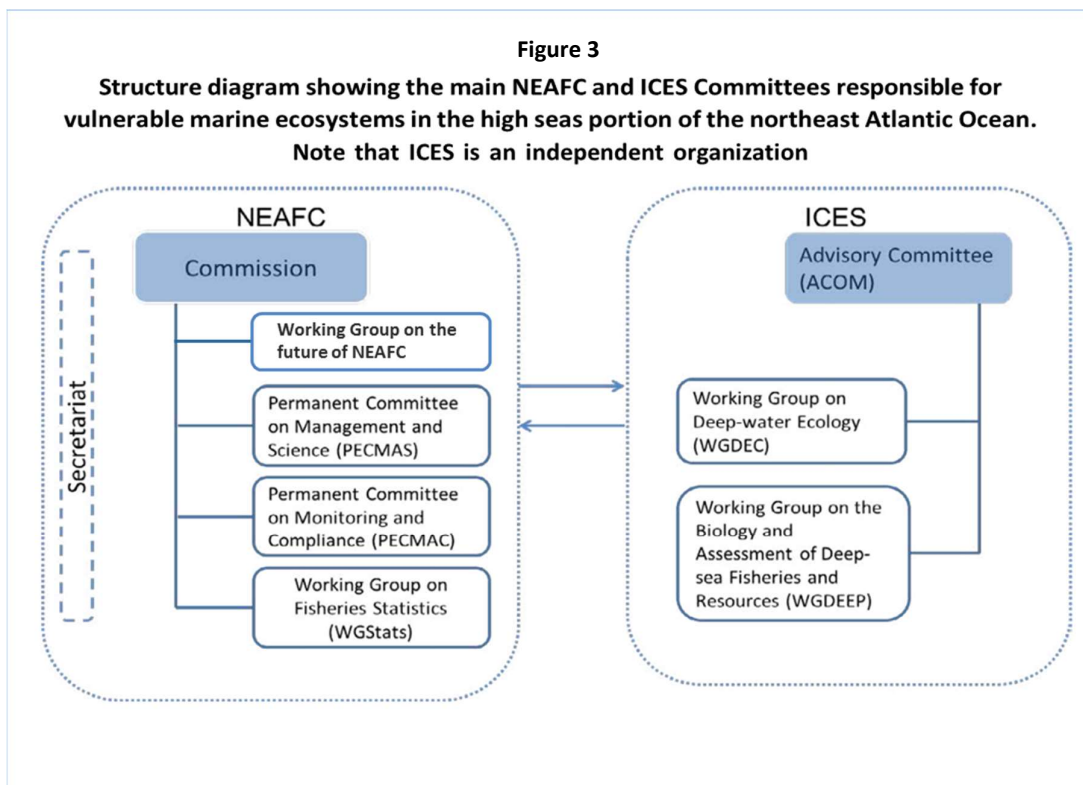 Figure 3
Structure diagram showing the main NEAFC and ICES Committees responsible for
vulnerable marine ecosystems in the high seas portion of the northeast Atlantic Ocean.
Note that ICES is an independent organization
NEAFC
Commission
Secretariat
Working Group on the
future of NEAFC
Permanent Committee
on Management and
Science (PECMAS)
Permanent Committee
on Monitoring and
Compliance (PECMAC)
Working Group on
Fisheries Statistics
(WGStats)
ICES
Advisory Committee
(ACOM)
Working Group on
Deep-water Ecology
(WGDEC)
Working Group on the
Biology and
Assessment of Deep-
sea Fisheries and
Resources (WGDEEP)